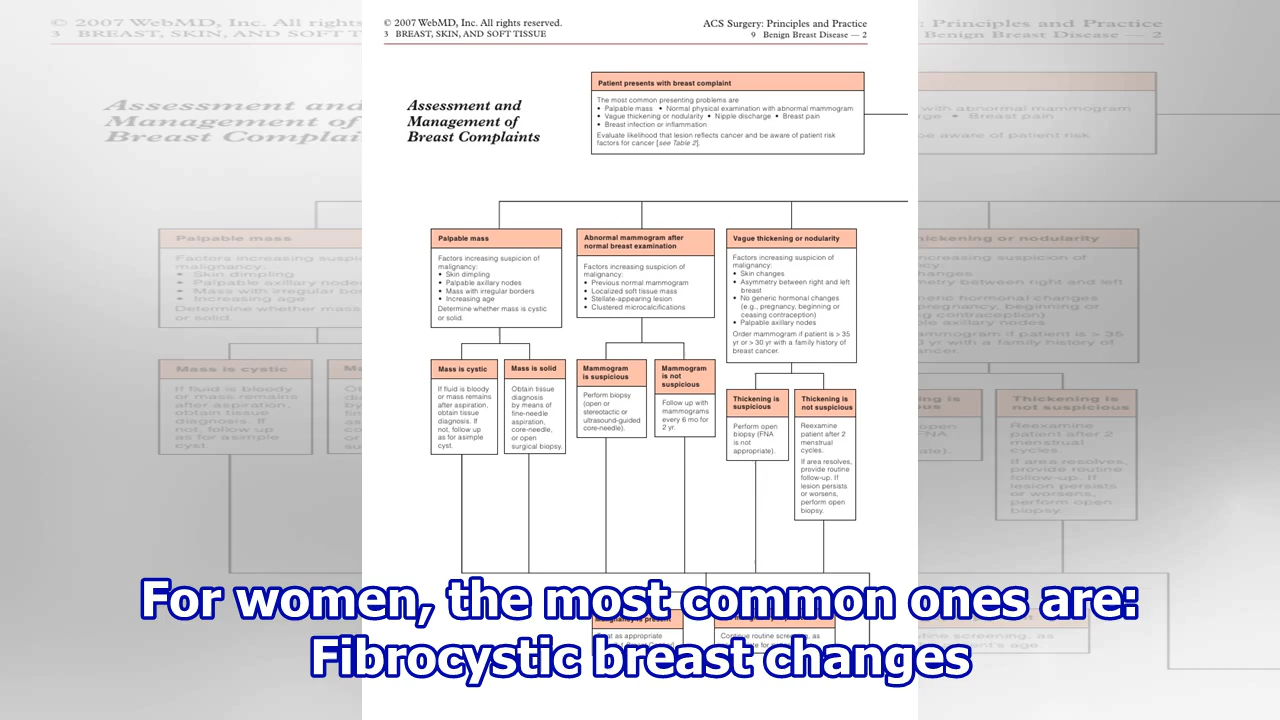 © 2007 WebMD, Inc. All rights reserved.
3 BREAST, SKIN, AND SOFT TISSUE
ACS Surgery: Principles and Practice
9 Benign Breast Disease — 2
Assessment and
Management of
Breast Complaints
Patient presents with breast complaint
The most common presenting problems are
• Palpable mass • Normal physical examination with abnormal mammogram
• Vague thickening or nodularity • Nipple discharge • Breast pain
• Breast infection or inflammation
Evaluate likelihood that lesion reflects cancer and be aware of patient risk
factors for cancer [see Table 2].
Palpable mass
Factors increasing suspicion of
malignancy:
• Skin dimpling
• Palpable axillary nodes
• Mass with irregular borders
• Increasing age
Determine whether mass is cystic
or solid.
Abnormal mammogram after
normal breast examination
Factors increasing suspicion of
malignancy:
• Previous normal mammogram
• Localized soft tissue mass
• Stellate-appearing lesion
• Clustered microcalcifications
Vague thickening or nodularity
Factors increasing suspicion of
malignancy:
• Skin changes
• Asymmetry between right and left
breast
• No generic hormonal changes
(e.g., pregnancy, beginning or
ceasing contraception)
• Palpable axillary nodes
Order mammogram if patient is > 35
yr or > 30 yr with a family history of
breast cancer.
Mass is cystic
If fluid is bloody
or mass remains
after aspiration,
obtain tissue
diagnosis. If
not, follow up
as for asimple
cyst.
Mass is solid
Obtain tissue
diagnosis
by means of
fine-needle
aspiration,
core-needle,
or open
surgical biopsy.
Mammogram
is suspicious
Perform biopsy
(open or
stereotactic or
ultrasound-guided
core-needle).
Mammogram
is not
suspicious
Follow up with
mammograms
every 6 mo for
2 yr.
Thickening is
suspicious
Perform open
biopsy (FNA
is not
appropriate).
Thickening is
not suspicious
Reexamine
patient after 2
menstrual
cycles.
If area resolves,
provide routine
follow-up. If
lesion persists
or worsens,
perform open
biopsy.
For women, the most common ones are:
Fibrocystic breast changes